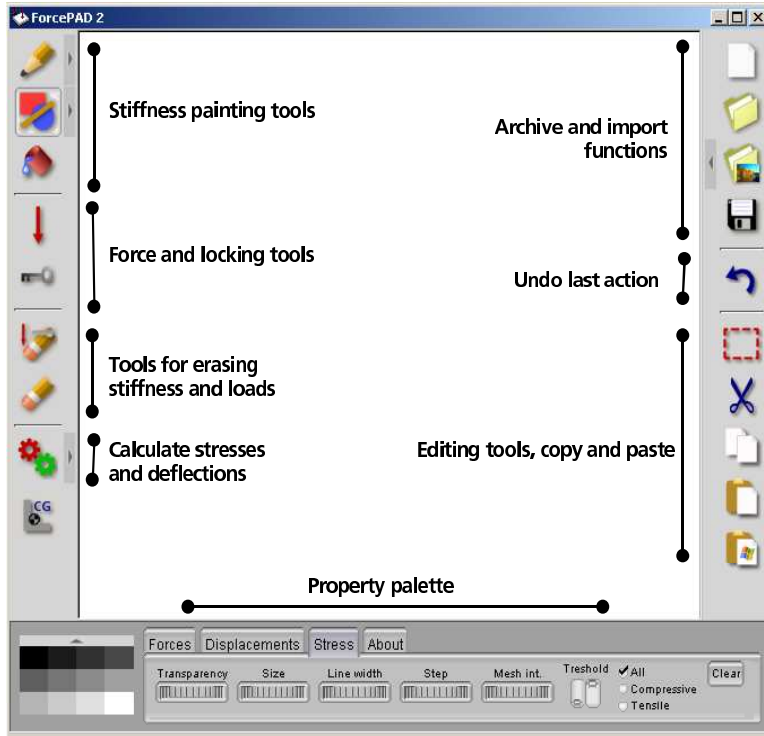 ForcePAD 2
Stiffness painting tools
Archive and import
functions
Force and locking tools
Undo last action
Tools for erasing
stiffness and loads
Calculate stresses
and deflections
Editing tools, copy and paste
CG
Property palette
Forces Displacements Stress About
Transparency Size Line width Step Mesh int. Treshold All Clear
Compressive
Tensile